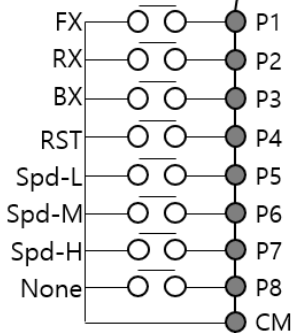 FX P1
RX P2
BX P3
RST P4
Spd-L P5
Spd-M P6
Spd-H P7
None P8
CM